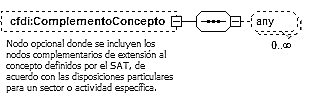 cfdi:ComplementoConcepto
any
0..∞
Nodo opcional donde se incluyen los
nodos complementarios de extensión al
concepto definidos por el SAT, de
acuerdo con las disposiciones particulares
para un sector o actividad específica.